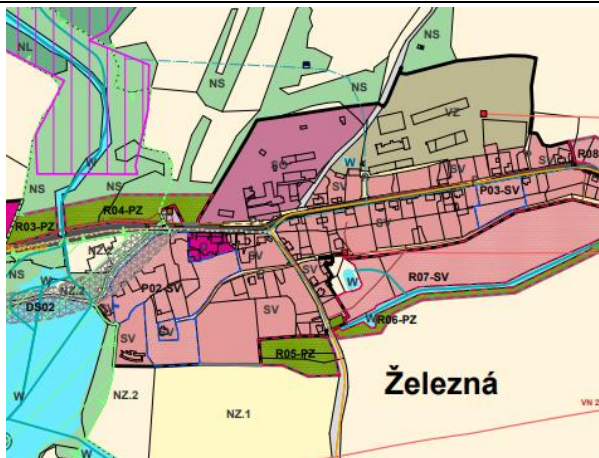 NL
NS
NS
NS
NS
VZ
W
SO
W
R08
SV
SV
SV
P03-SV
NS
NS
R04-PZ
R03-PZ
SV
SV
NZ.2
SV
SV
R07-SV
NS
W
NZ.2
P02-SV
W
DS02
SV
W
R06-PZ
SV
SV
R05-PZ
W
NZ.2
NZ.1
Železná
VN 2